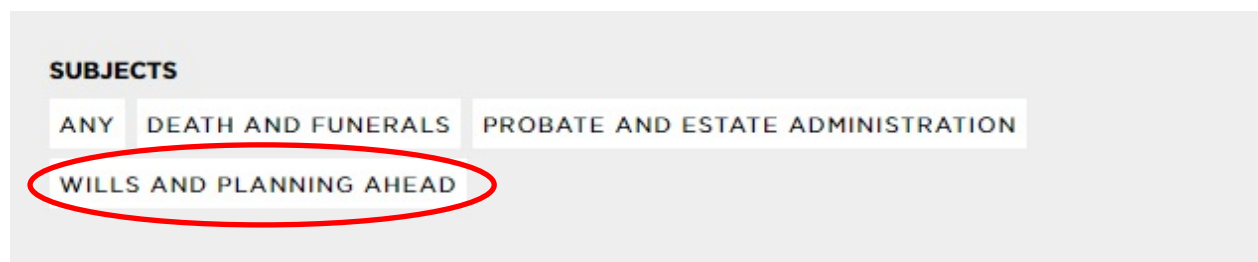 SUBJECTS
ANY DEATH AND FUNERALS PROBATE AND ESTATE ADMINISTRATION
WILLS AND PLANNING AHEAD